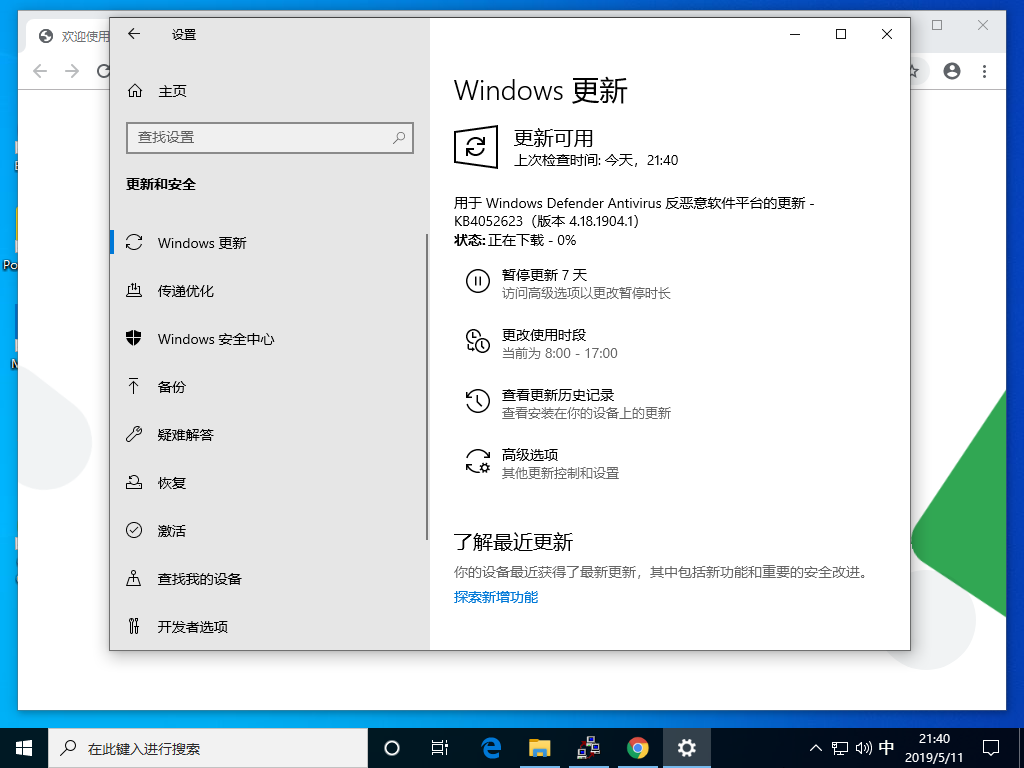 欢迎使用
设置
主页
查找设置
更新和安全
Windows 更新
传递优化
Windows 安全中心
备份
疑难解答
恢复
激活
查找我的设备
开发者选项
Windows 更新
更新可用
上次检查时间: 今天，21:40
用于 Windows Defender Antivirus 反恶意软件平台的更新 -
KB4052623（版本 4.18.1904.1）
状态: 正在下载 - 0%
暂停更新 7 天
访问高级选项以更改暂停时长
更改使用时段
当前为 8:00 - 17:00
查看更新历史记录
查看安装在你的设备上的更新
高级选项
其他更新控制和设置
了解最近更新
你的设备最近获得了最新更新，其中包括新功能和重要的安全改进。
探索新增功能
Po
在此键入进行搜索
中
21:40
2019/5/11